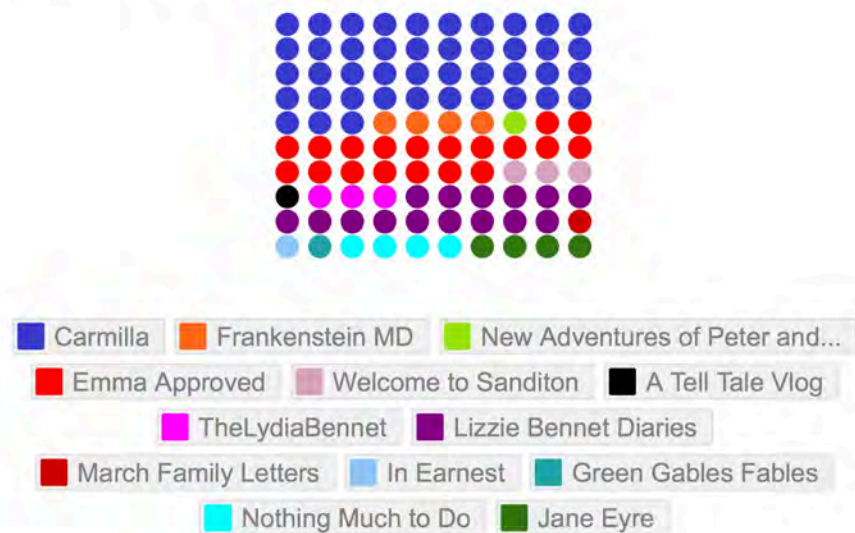 Carmilla Frankenstein MD New Adventures of Peter and...
Emma Approved Welcome to Sanditon A Tell Tale Vlog
TheLydiaBennet Lizzie Bennet Diaries
March Family Letters In Earnest Green Gables Fables
Nothing Much to Do Jane Eyre